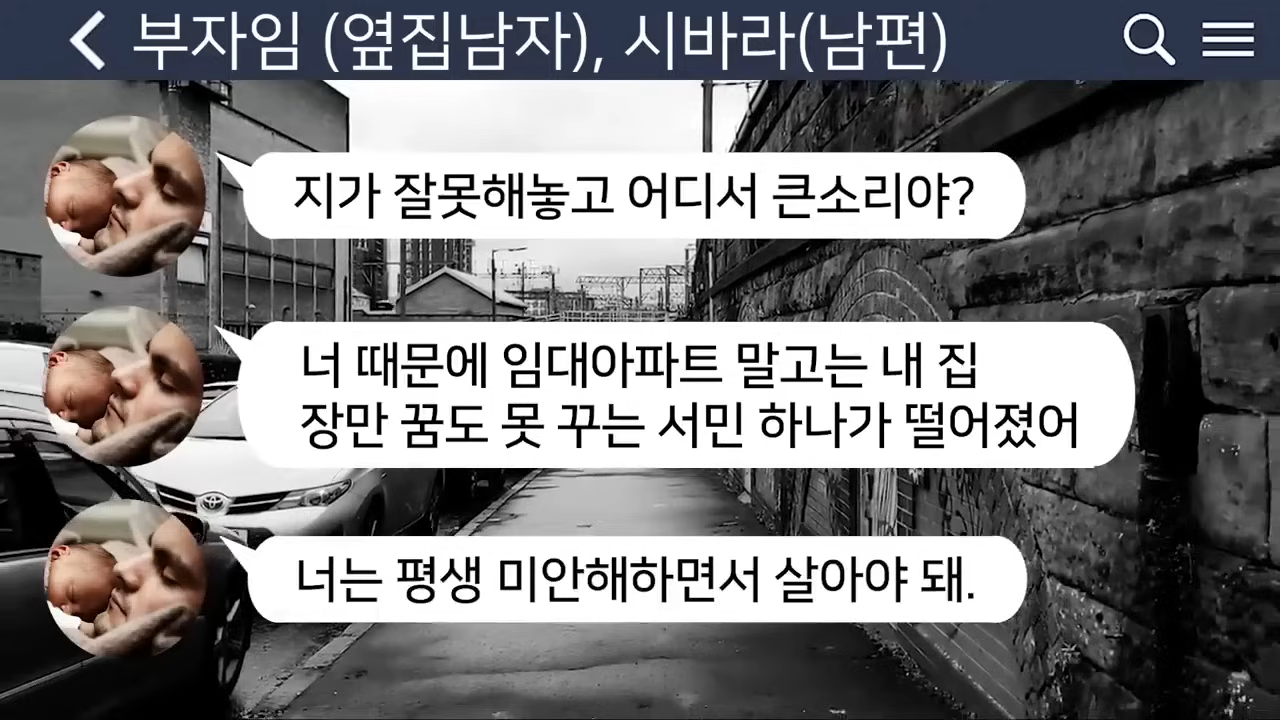 부자임 (옆집남자), 시바라(남편)
지가 잘못해놓고 어디서 큰소리야?
너 때문에 임대아파트 말고는 내 집
장만 꿈도 못 꾸는 서민 하나가 떨어졌어
너는 평생 미안해하면서 살아야 돼.